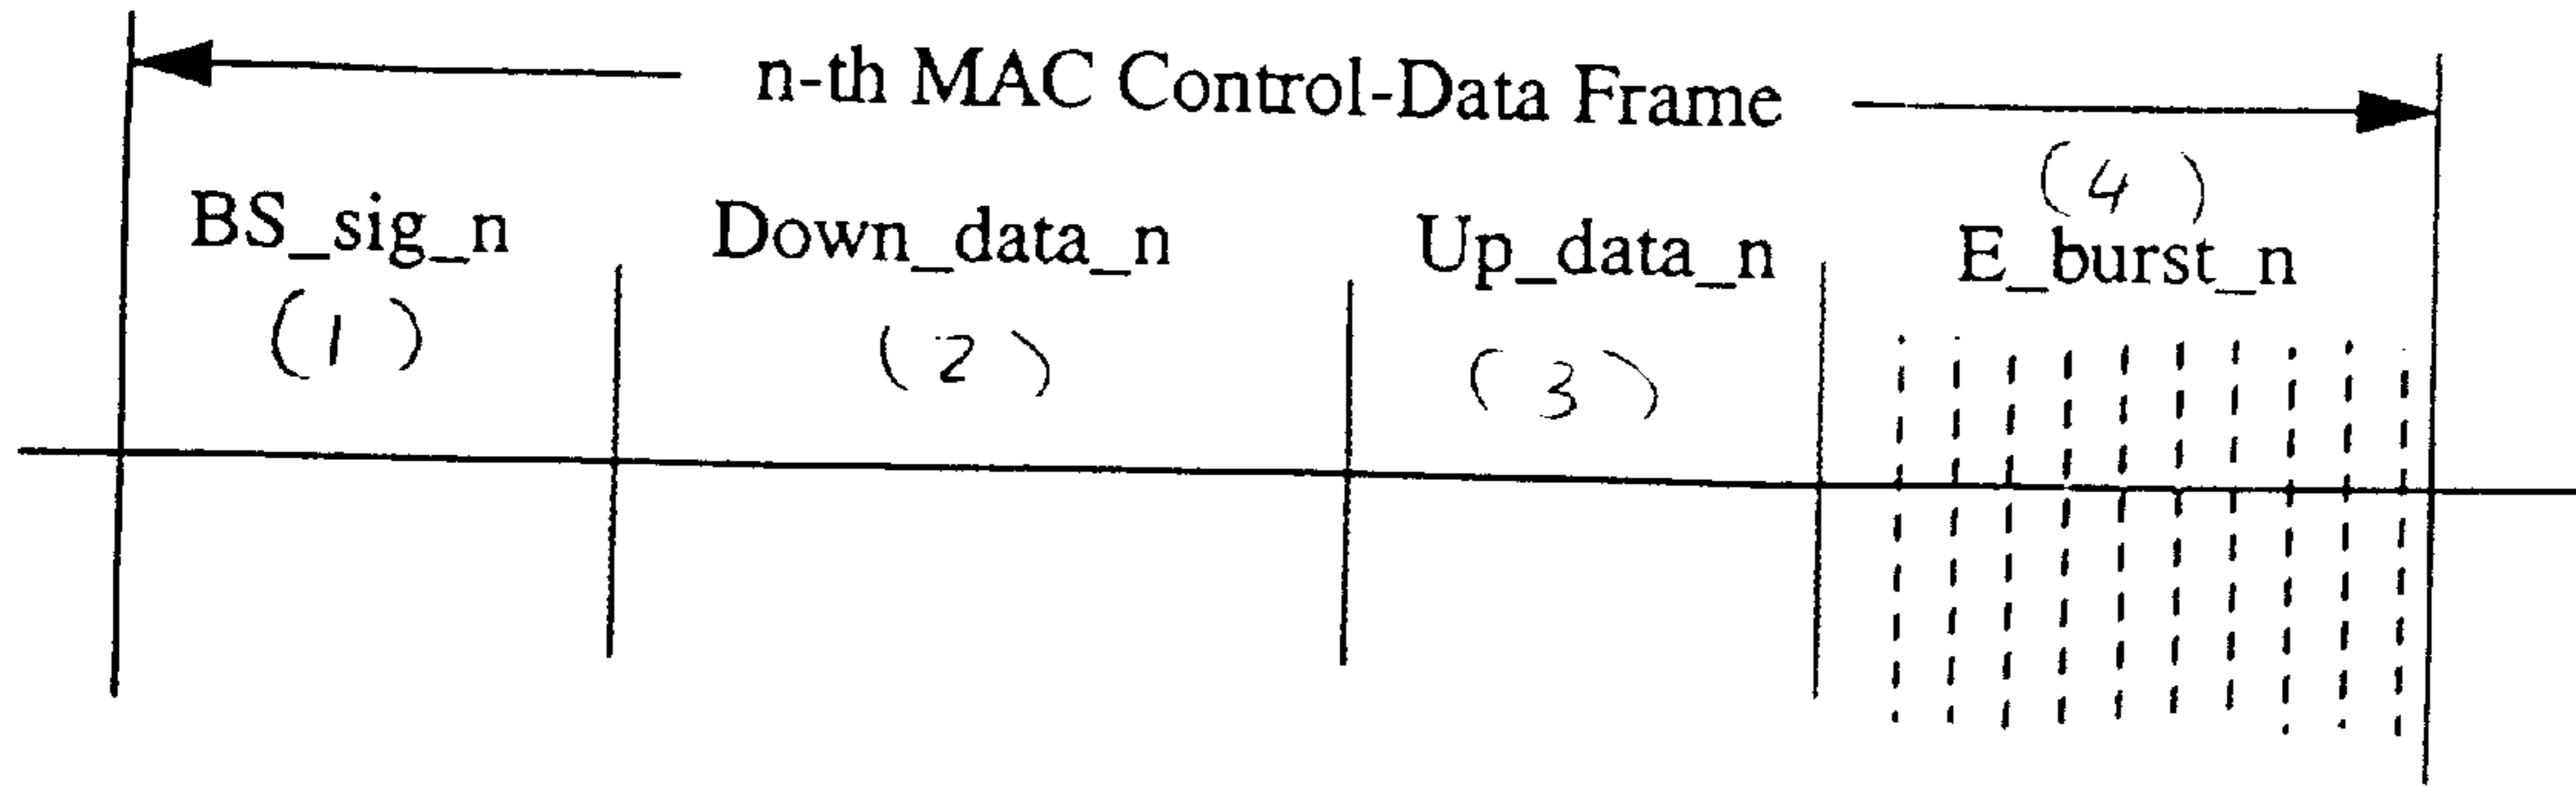 n-th MAC Control-Data Frame
(4)
BS_sig_n Down_data_n Up_data_n E_burst_n
(1) (2) (3)